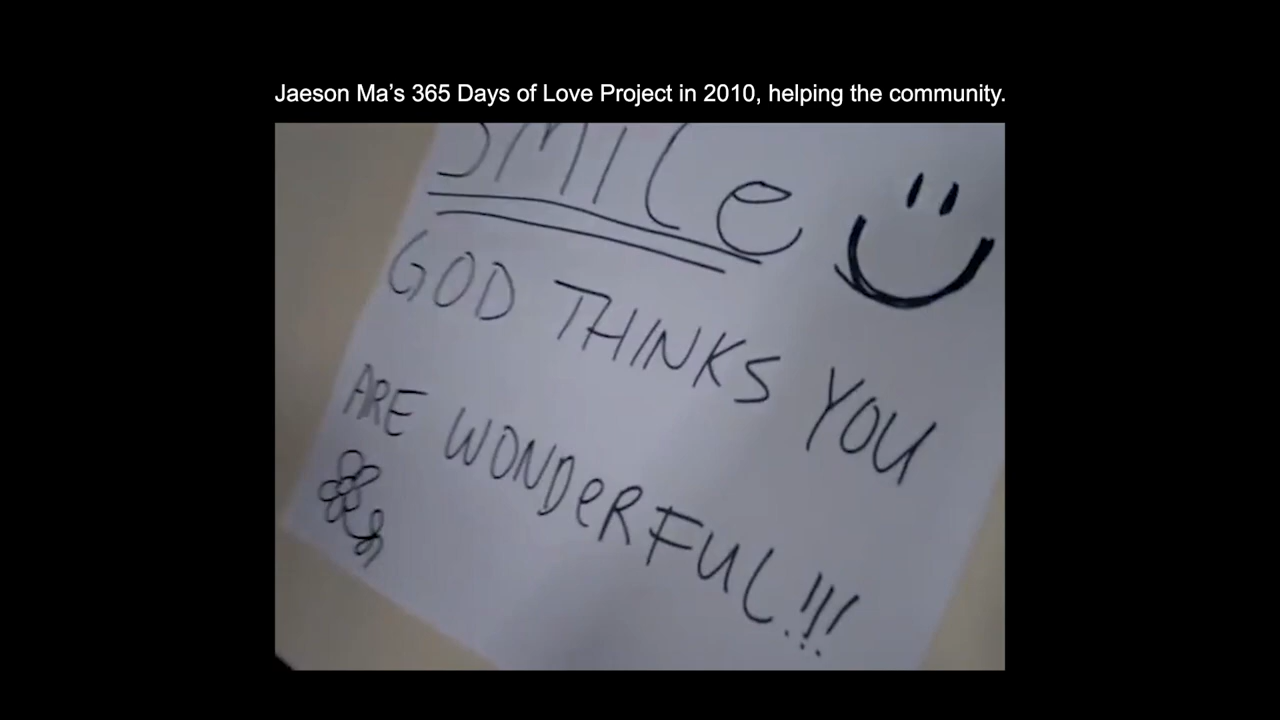 Jaeson Ma’s 365 Days of Love Project in 2010, helping the community.
SMILe
GOD THINKS YOU
ARE WONDeRFUL!!!